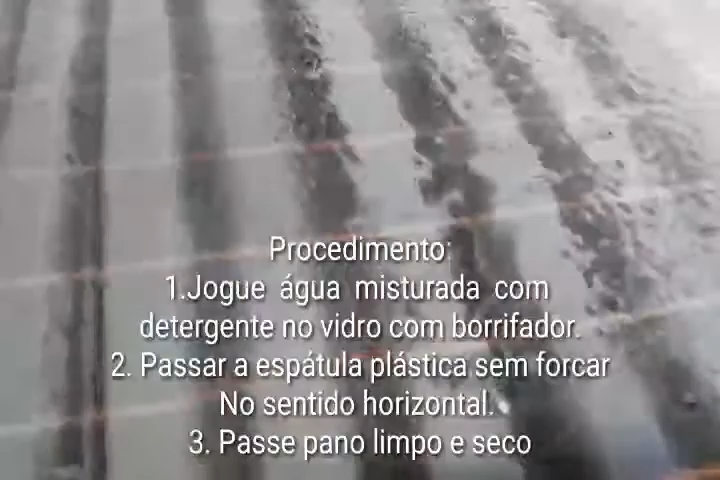 Procedimento:
1.Jogue água misturada com
detergente no vidro com borrifador.
2. Passar a espátula plástica sem forcar
No sentido horizontal.
3. Passe pano limpo e seco